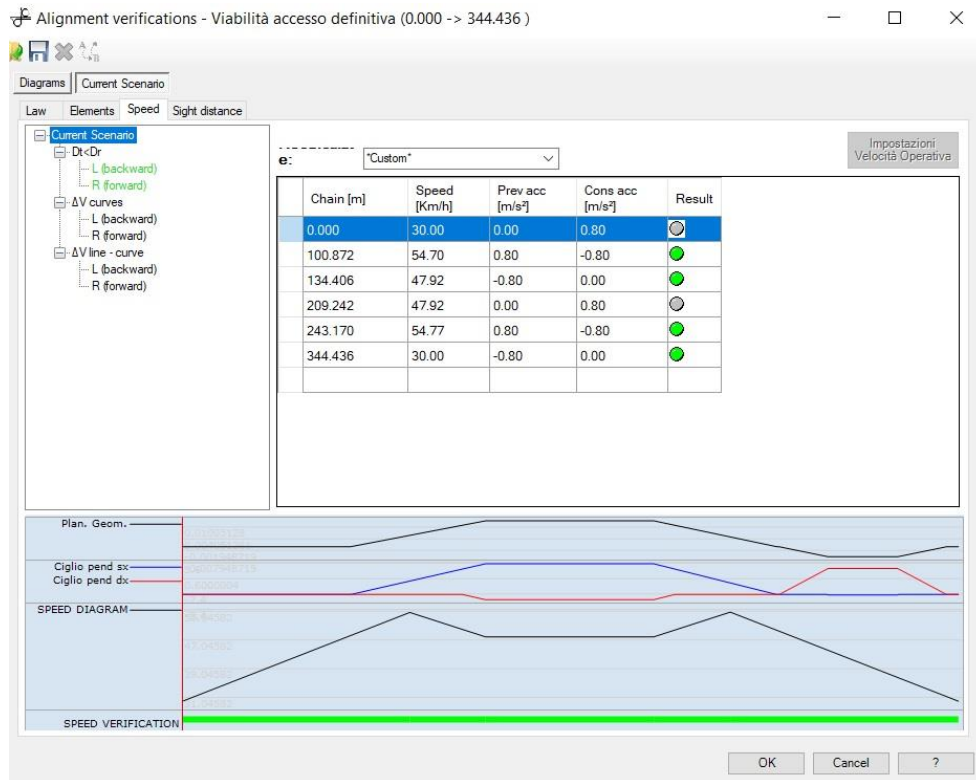 Alignment verifications - Viabilità accesso definitiva (0.000 -> 344.436 )
Diagrams Current Scenario
Law Elements Speed Sight distance
Current Scenario
Dt<Dr
L (backward)
R (forward)
ΔV curves
L (backward)
R (forward)
ΔV line - curve
L (backward)
R (forward)
e: *Custom*
Impostazioni
Velocità Operativa
Chain [m] Speed [Km/h] Prev acc [m/s²] Cons acc [m/s²] Result
0.000 30.00 0.00 0.80
100.872 54.70 0.80 -0.80
134.406 47.92 -0.80 0.00
209.242 47.92 0.00 0.80
243.170 54.77 0.80 -0.80
344.436 30.00 -0.80 0.00
Plan. Geom.
Ciglio pend sx
Ciglio pend dx
SPEED DIAGRAM
SPEED VERIFICATION
OK Cancel ?